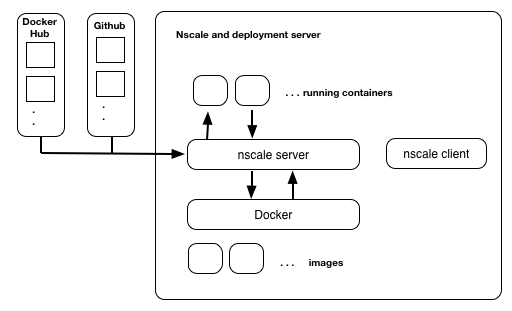 Docker
Hub
Github
.
.
.
.
Nscale and deployment server
. . . running containers
nscale server
nscale client
Docker
. . . images